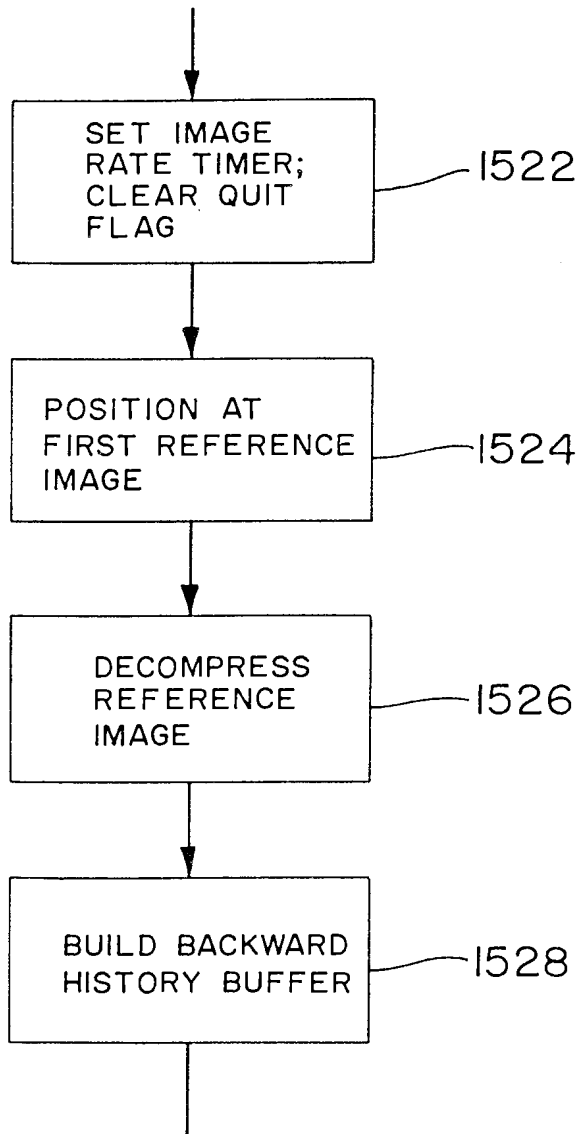 SET IMAGE
RATE TIMER;
CLEAR QUIT
FLAG
1522
POSITION AT
FIRST REFERENCE
IMAGE
1524
DECOMPRESS
REFERENCE
IMAGE
1526
BUILD BACKWARD
HISTORY BUFFER
1528